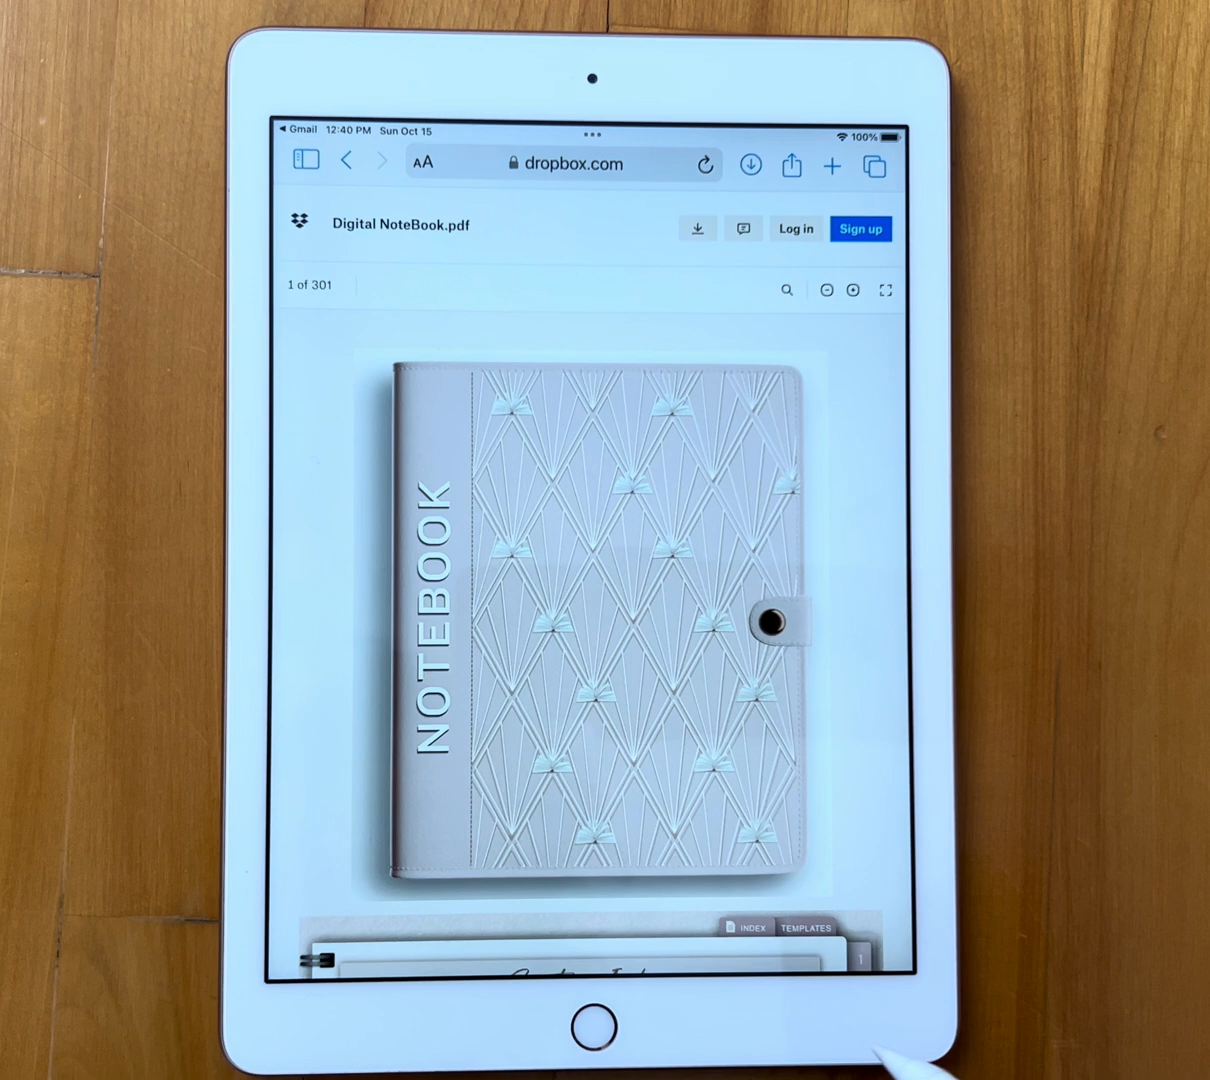 Gmail 12:40 PM Sun Oct 15 100%
AA dropbox.com
Digital NoteBook.pdf Log in Sign up
1 of 301
NOTEBOOK
INDEX TEMPLATES
1